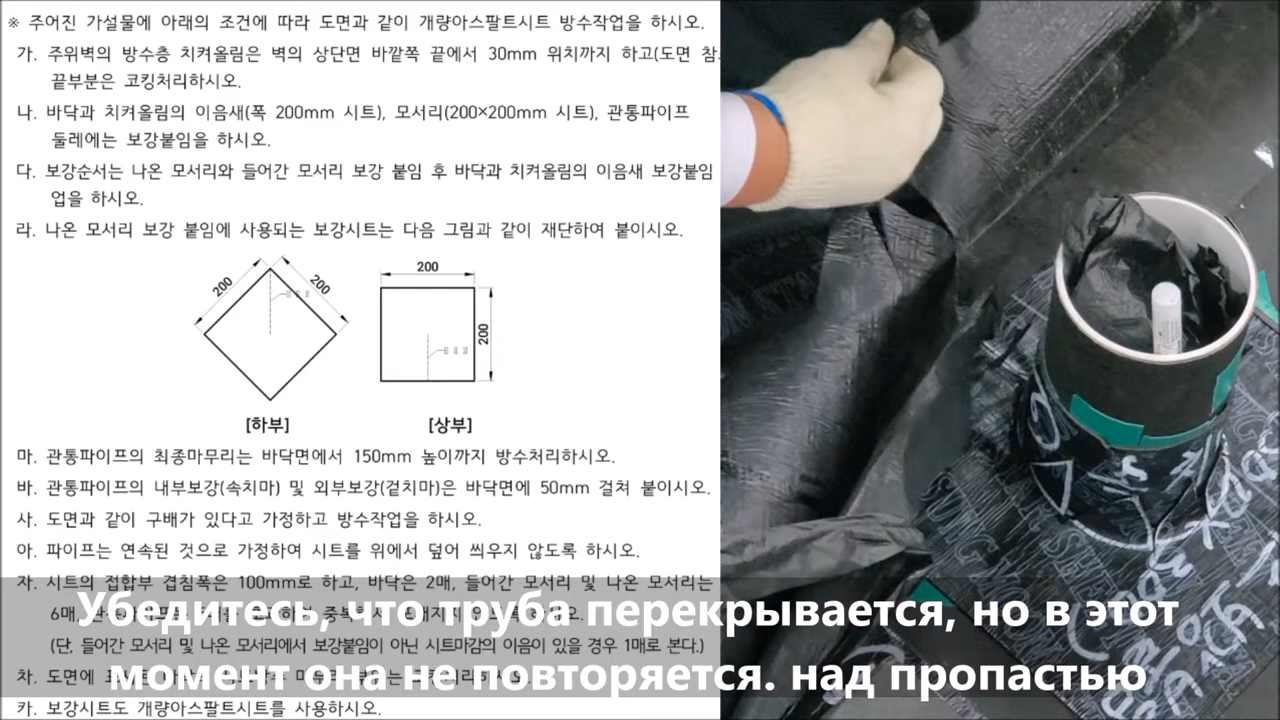 ※ 주어진 가설물에 아래의 조건에 따라 도면과 같이 개량아스팔트시트 방수작업을 하시오.
가. 주위벽의 방수층 치켜올림은 벽의 상단면 바깥쪽 끝에서 30mm 위치까지 하고(도면 참
끝부분은 코킹처리하시오.
나. 바닥과 치켜올림의 이음새(폭 200mm 시트), 모서리(200×200mm 시트), 관통파이프
둘레에는 보강붙임을 하시오.
다. 보강순서는 나온 모서리와 들어간 모서리 보강 붙임 후 바닥과 치켜올림의 이음새 보강붙임
업을 하시오.
라. 나온 모서리 보강 붙임에 사용되는 보강시트는 다음 그림과 같이 재단하여 붙이시오.
200 200 200 200
[하부] [상부]
마. 관통파이프의 최종마무리는 바닥면에서 150mm 높이까지 방수처리하시오.
바. 관통파이프의 내부보강(속치마) 및 외부보강(겉치마)은 바닥면에 50mm 걸쳐 붙이시오.
사. 도면과 같이 구배가 있다고 가정하고 방수작업을 하시오.
아. 파이프는 연속된 것으로 가정하여 시트를 위에서 덮어 씌우지 않도록 하시오.
자. 시트의 접합부 겹침폭은 100mm로 하고, 바닥은 2매, 들어간 모서리 및 나온 모서리는
6매,
(단, 들어간 모서리 및 나온 모서리에서 보강붙임이 아닌 시트마감의 이음이 있을 경우 1매로 본다.)
차. 도면에
카. 보강시트도 개량아스팔트시트를 사용하시오.
Убедитесь, что труба перекрывается, но в этот
момент она не повторяется. над пропастью